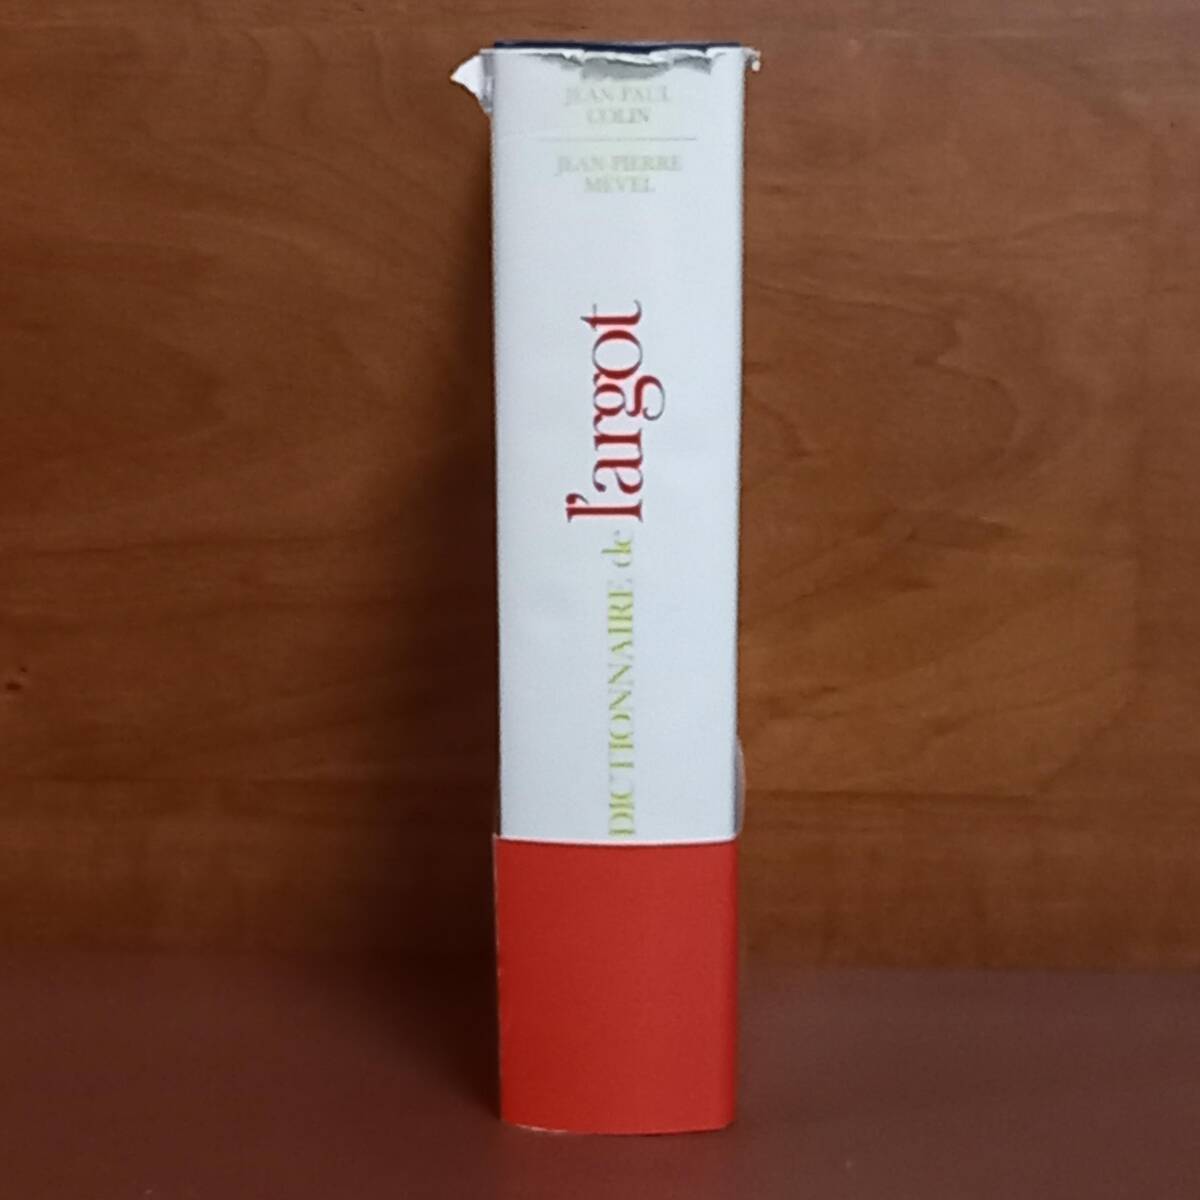 JEAN-PAUL
COLIN
JEAN-PIERRE
MÉVEL
DICTIONNAIRE de l'argot